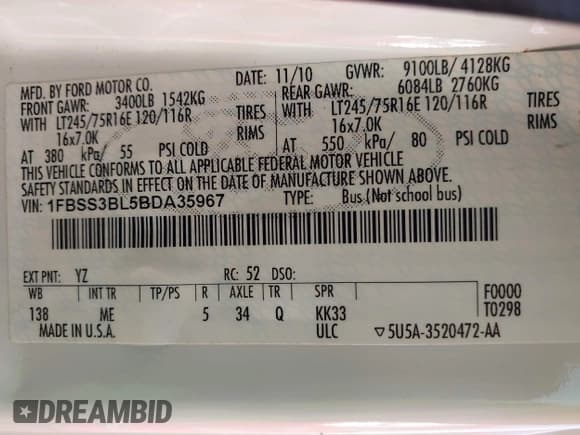 MFD. BY FORD MOTOR CO. DATE: 11/10 GVWR: 9100LB/ 4128KG
FRONT GAWR: 3400LB 1542KG REAR GAWR: 6084LB 2760KG
WITH LT245/75R16E 120/116R TIRES WITH LT245/75R16E 120/116R TIRES
16x7.0K RIMS 16x7.0K RIMS
AT 380 kPa/ 55 PSI COLD AT 550 kPa/ 80 PSI COLD
THIS VEHICLE CONFORMS TO ALL APPLICABLE FEDERAL MOTOR VEHICLE
SAFETY STANDARDS IN EFFECT ON THE DATE OF MANUFACTURE SHOWN ABOVE.
VIN: 1FBSS3BL5BDA35967 TYPE: Bus (Not school bus)
EXT PNT: YZ RC: 52 DSO:
WB INT TR TP/PS R AXLE TR SPR F0000
138 ME 5 34 Q KK33 T0298
MADE IN U.S.A. ULC ▽5U5A-3520472-AA
DREAMBID